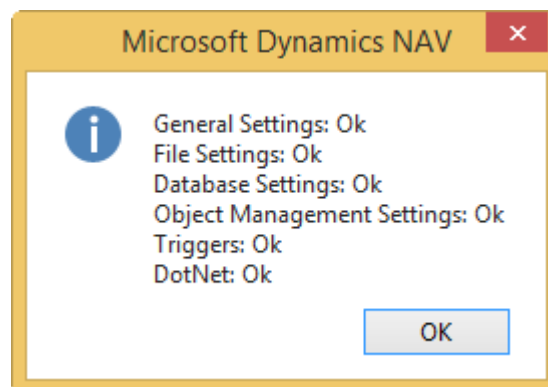 Microsoft Dynamics NAV
General Settings: Ok
File Settings: Ok
Database Settings: Ok
Object Management Settings: Ok
Triggers: Ok
DotNet: Ok
OK